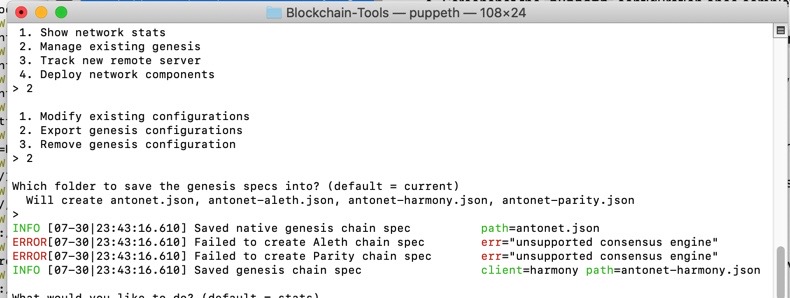 Blockchain-Tools — puppeth — 108×24
1. Show network stats
2. Manage existing genesis
3. Track new remote server
4. Deploy network components
> 2
1. Modify existing configurations
2. Export genesis configurations
3. Remove genesis configuration
> 2
Which folder to save the genesis specs into? (default = current)
Will create antonet.json, antonet-aleth.json, antonet-harmony.json, antonet-parity.json
>
INFO [07-30|23:43:16.610] Saved native genesis chain spec path=antonet.json
ERROR[07-30|23:43:16.610] Failed to create Aleth chain spec err="unsupported consensus engine"
ERROR[07-30|23:43:16.610] Failed to create Parity chain spec err="unsupported consensus engine"
INFO [07-30|23:43:16.610] Saved genesis chain spec client=harmony path=antonet-harmony.json
What would you like to do? (default = stats)